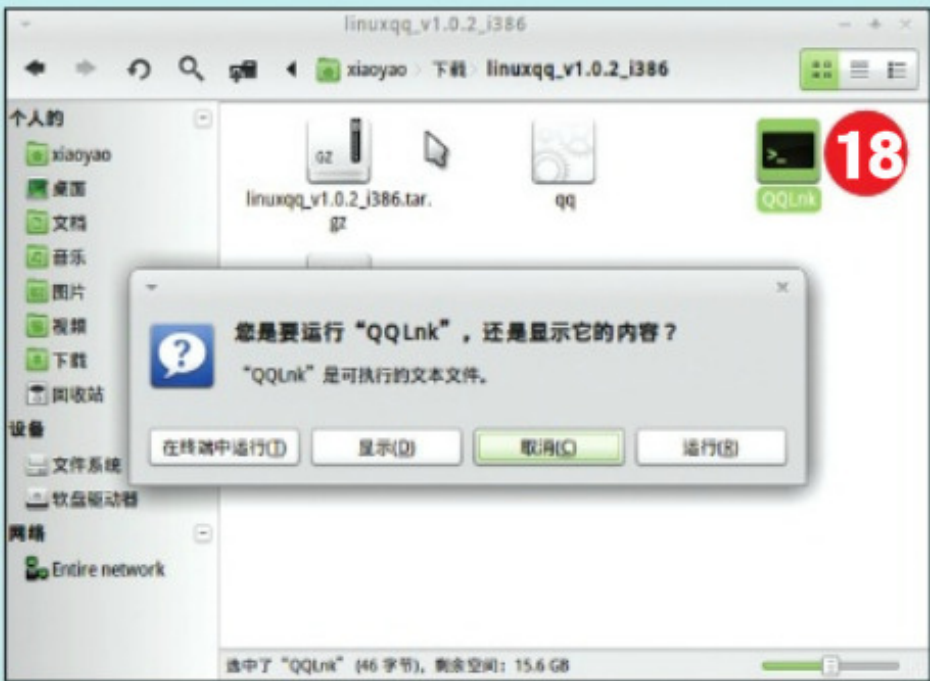 linuxqq_v1.0.2_i386
xiaoyao
下载
linuxqq_v1.0.2_i386
个人的
xiaoyao
桌面
文档
音乐
图片
视频
下载
回收站
设备
文件系统
软盘驱动器
网络
Entire network
GZ
linuxqq_v1.0.2_i386.tar.
gz
qq
>_
QQLnk
18
您是要运行“QQLnk”，还是显示它的内容？
“QQLnk”是可执行的文本文件。
在终端中运行(T)
显示(D)
取消(C)
运行(R)
选中了“QQLnk” (46 字节), 剩余空间: 15.6 GB